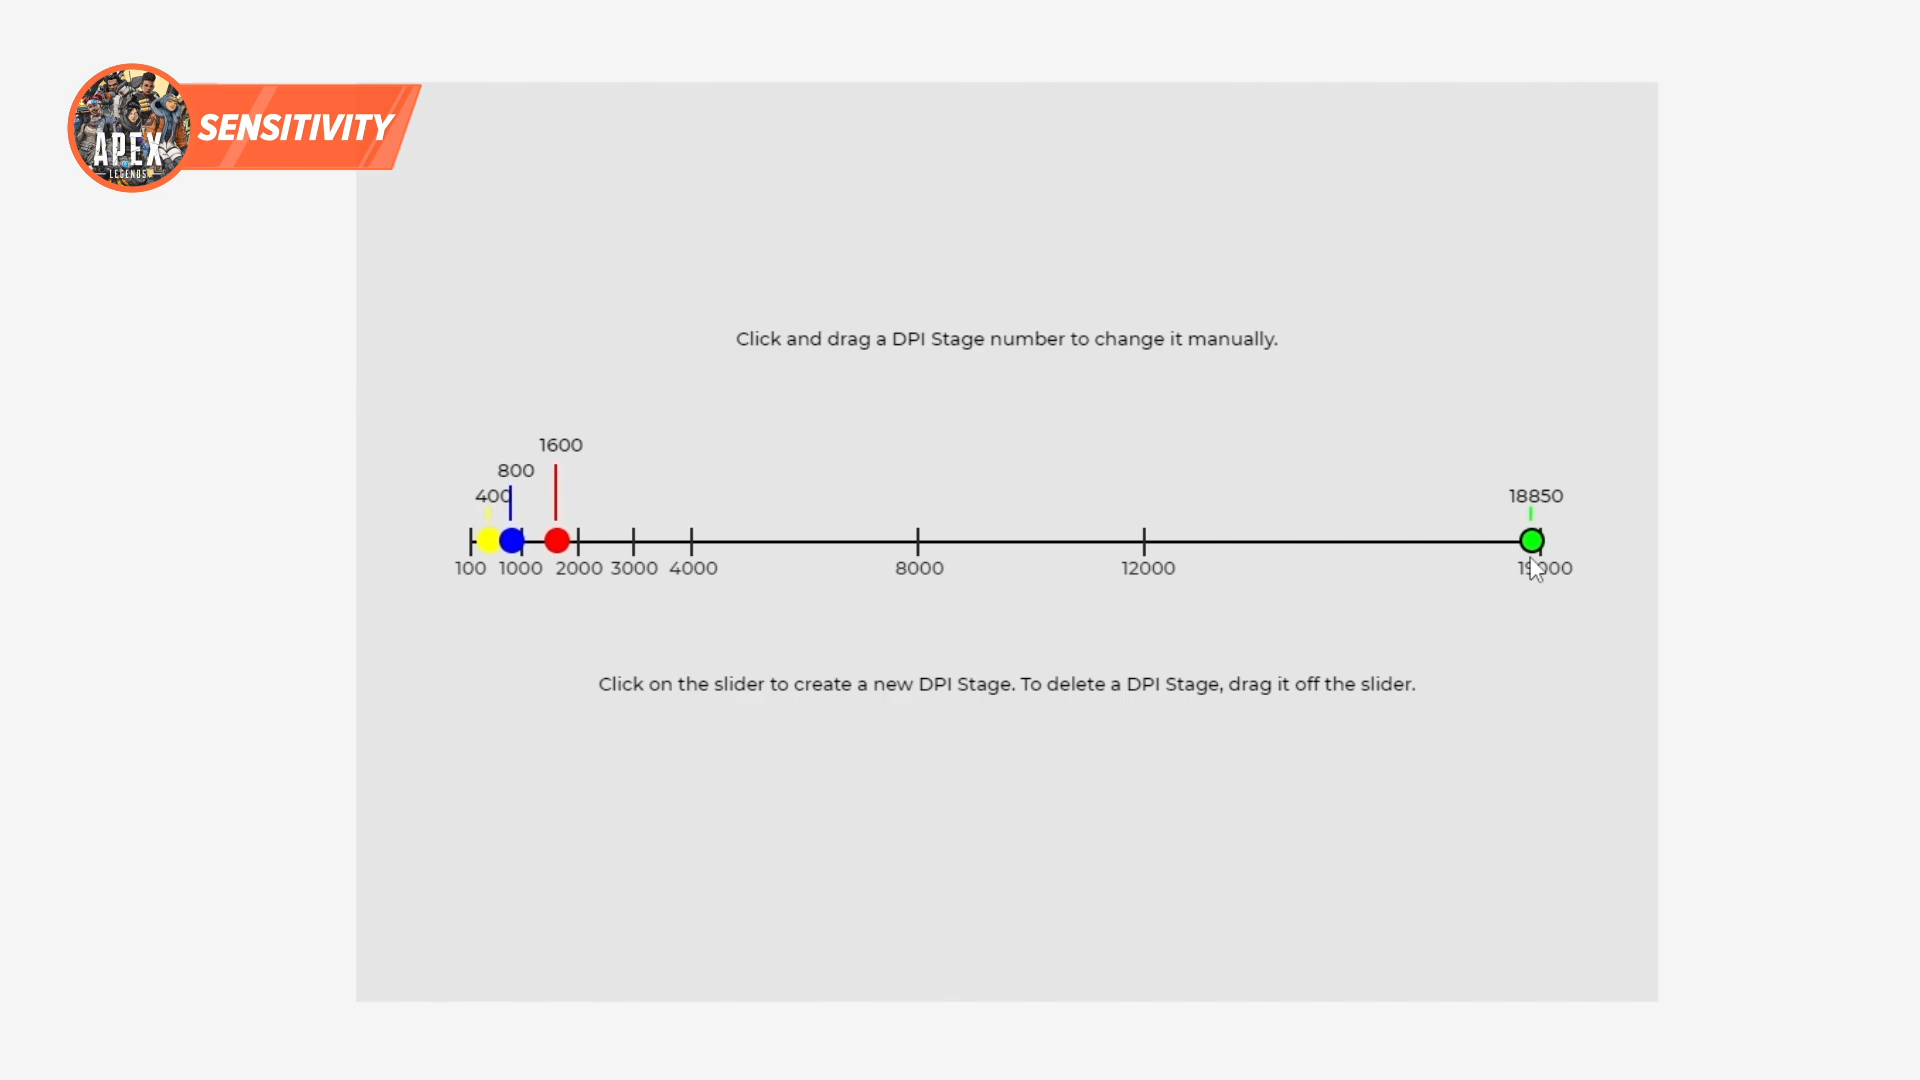 APEX
LEGENDS
SENSITIVITY
Click and drag a DPI Stage number to change it manually.
1600
800
400
18850
100 1000 2000 3000 4000 8000 12000 19000
Click on the slider to create a new DPI Stage. To delete a DPI Stage, drag it off the slider.